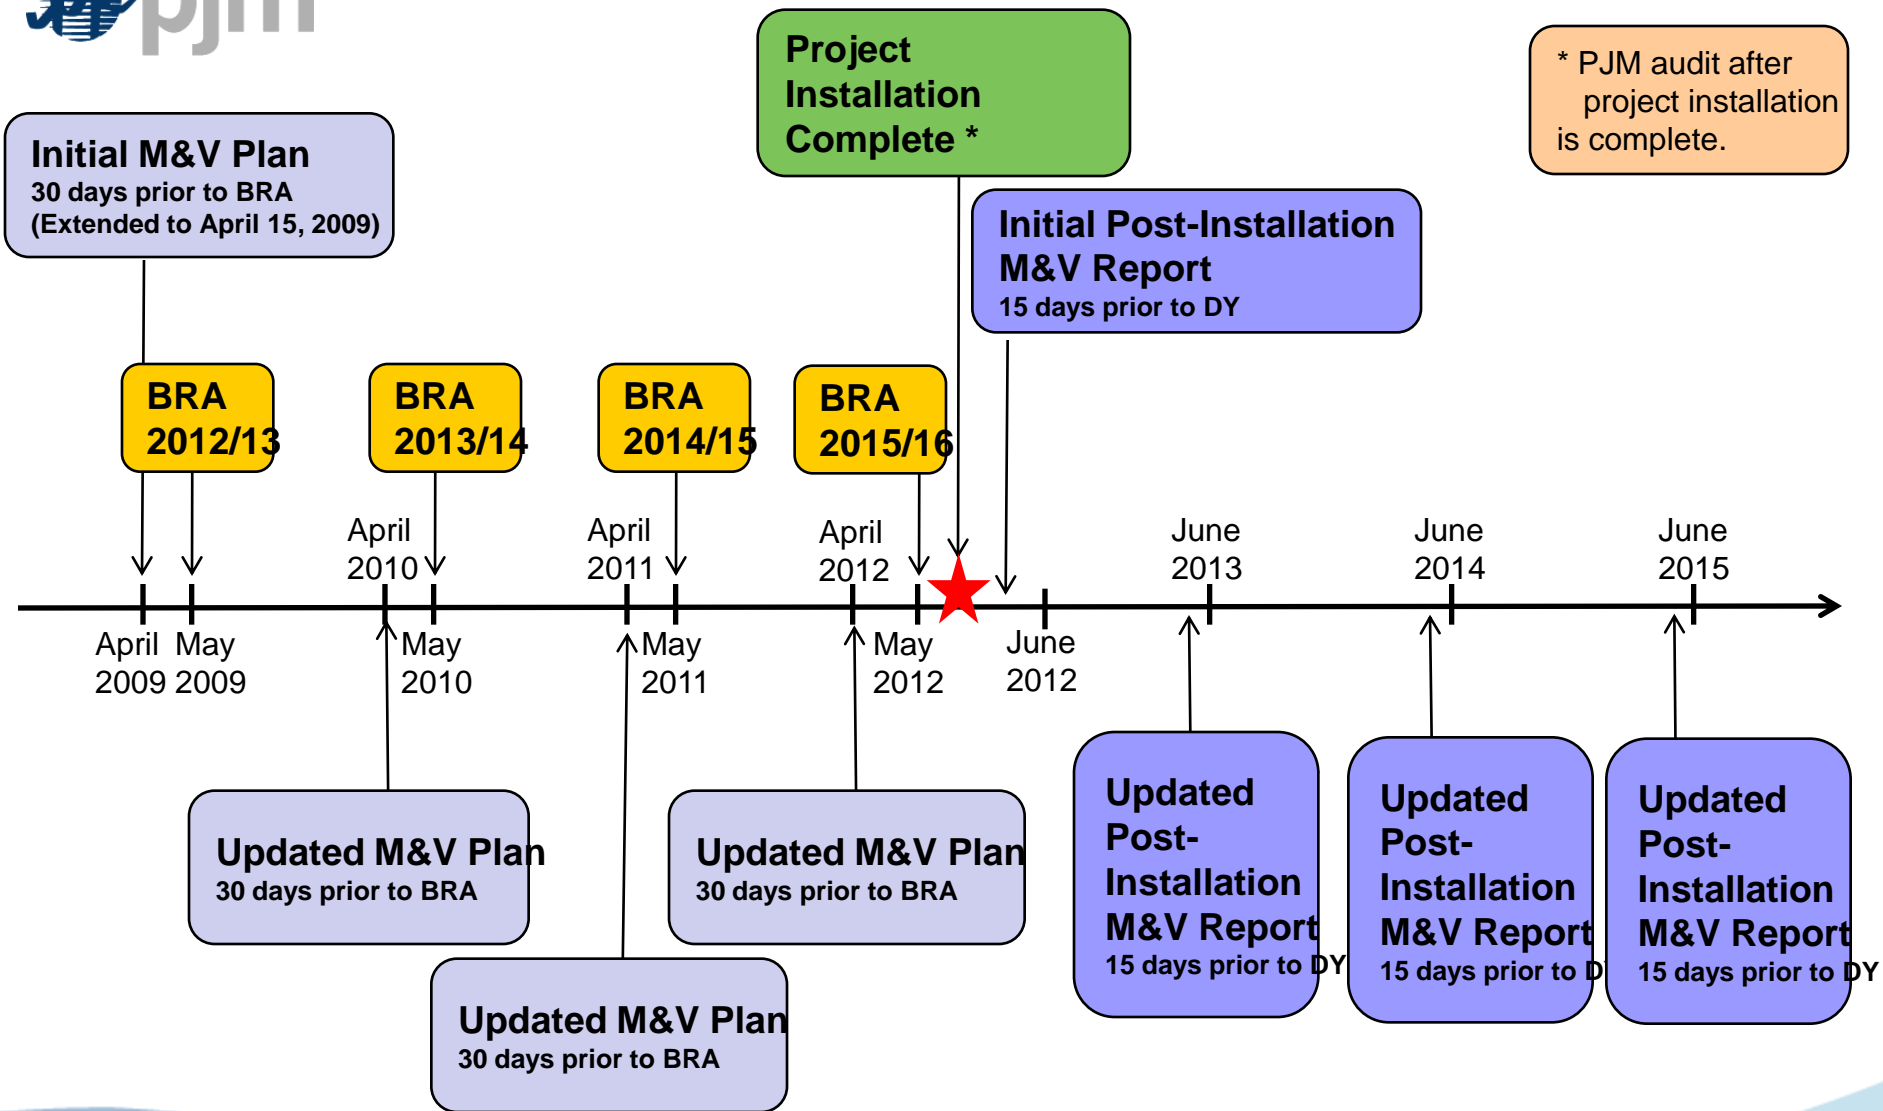 pjm
Project
Installation
Complete *
* PJM audit after
project installation
is complete.
Initial M&V Plan
30 days prior to BRA
(Extended to April 15, 2009)
Initial Post-Installation
M&V Report
15 days prior to DY
BRA
2012/13
BRA
2013/14
BRA
2014/15
BRA
2015/16
April
2010
April
2011
April
2012
June
2013
June
2014
June
2015
April
2009
May
2009
May
2010
May
2011
May
2012
June
2012
Updated M&V Plan
30 days prior to BRA
Updated M&V Plan
30 days prior to BRA
Updated M&V Plan
30 days prior to BRA
Updated
Post-
Installation
M&V Report
15 days prior to DY
Updated
Post-
Installation
M&V Report
15 days prior to
Updated
Post-
Installation
M&V Report
15 days prior to DY